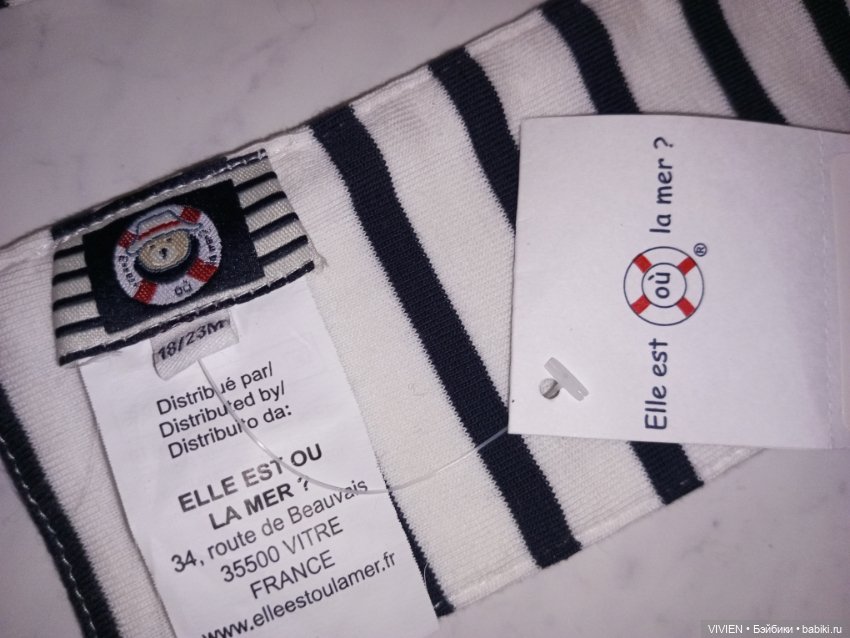 OÙ
18/23M
Distribué par/
Distributed by/
Distribuito da:
ELLE EST OU
LA MER ?
34, route de Beauvais
35500 VITRE
FRANCE
www.elleestoulamer.fr
Elle est où la mer ?
®
VIVIEN • Бэйбики • babiki.ru